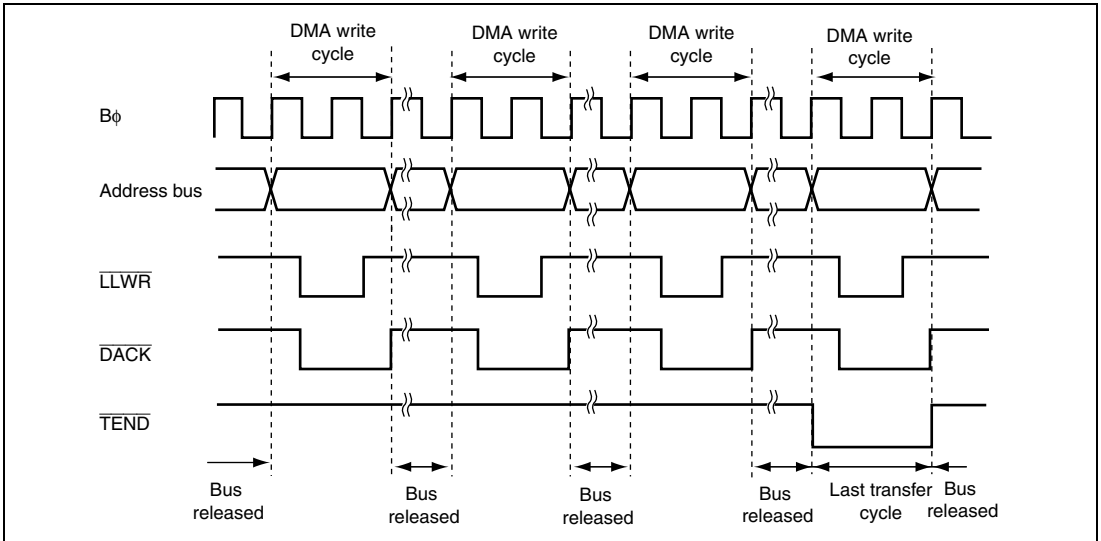 DMA write
cycle
DMA write
cycle
DMA write
cycle
DMA write
cycle
Bφ
Address bus
LLWR
DACK
TEND
Bus
released
Bus
released
Bus
released
Bus
released
Last transfer
cycle
Bus
released